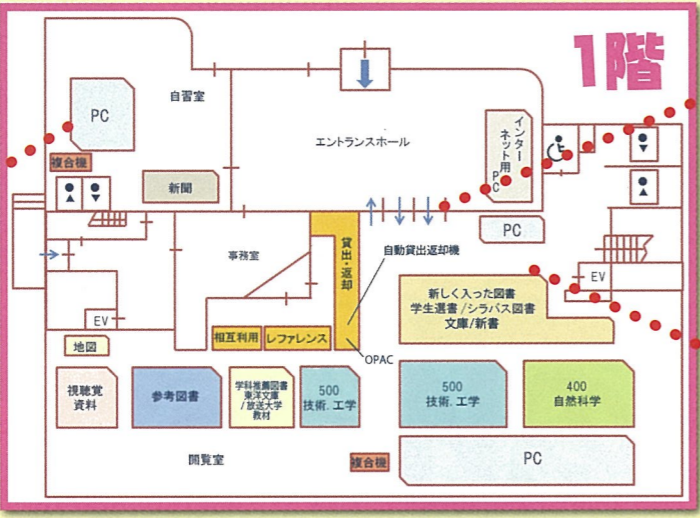 1階
自習室
PC
複合機
新聞
エントランスホール
インター
ネット用
PC
PC
事務室
貸出・返却
自動貸出返却機
EV
EV
新しく入った図書
学生選書/シラバス図書
文庫/新書
相互利用
レファレンス
OPAC
地図
視聴覚
資料
参考図書
学科推薦図書
東洋文庫
/放送大学
教材
500
技術.工学
500
技術.工学
400
自然科学
閲覧室
複合機
PC